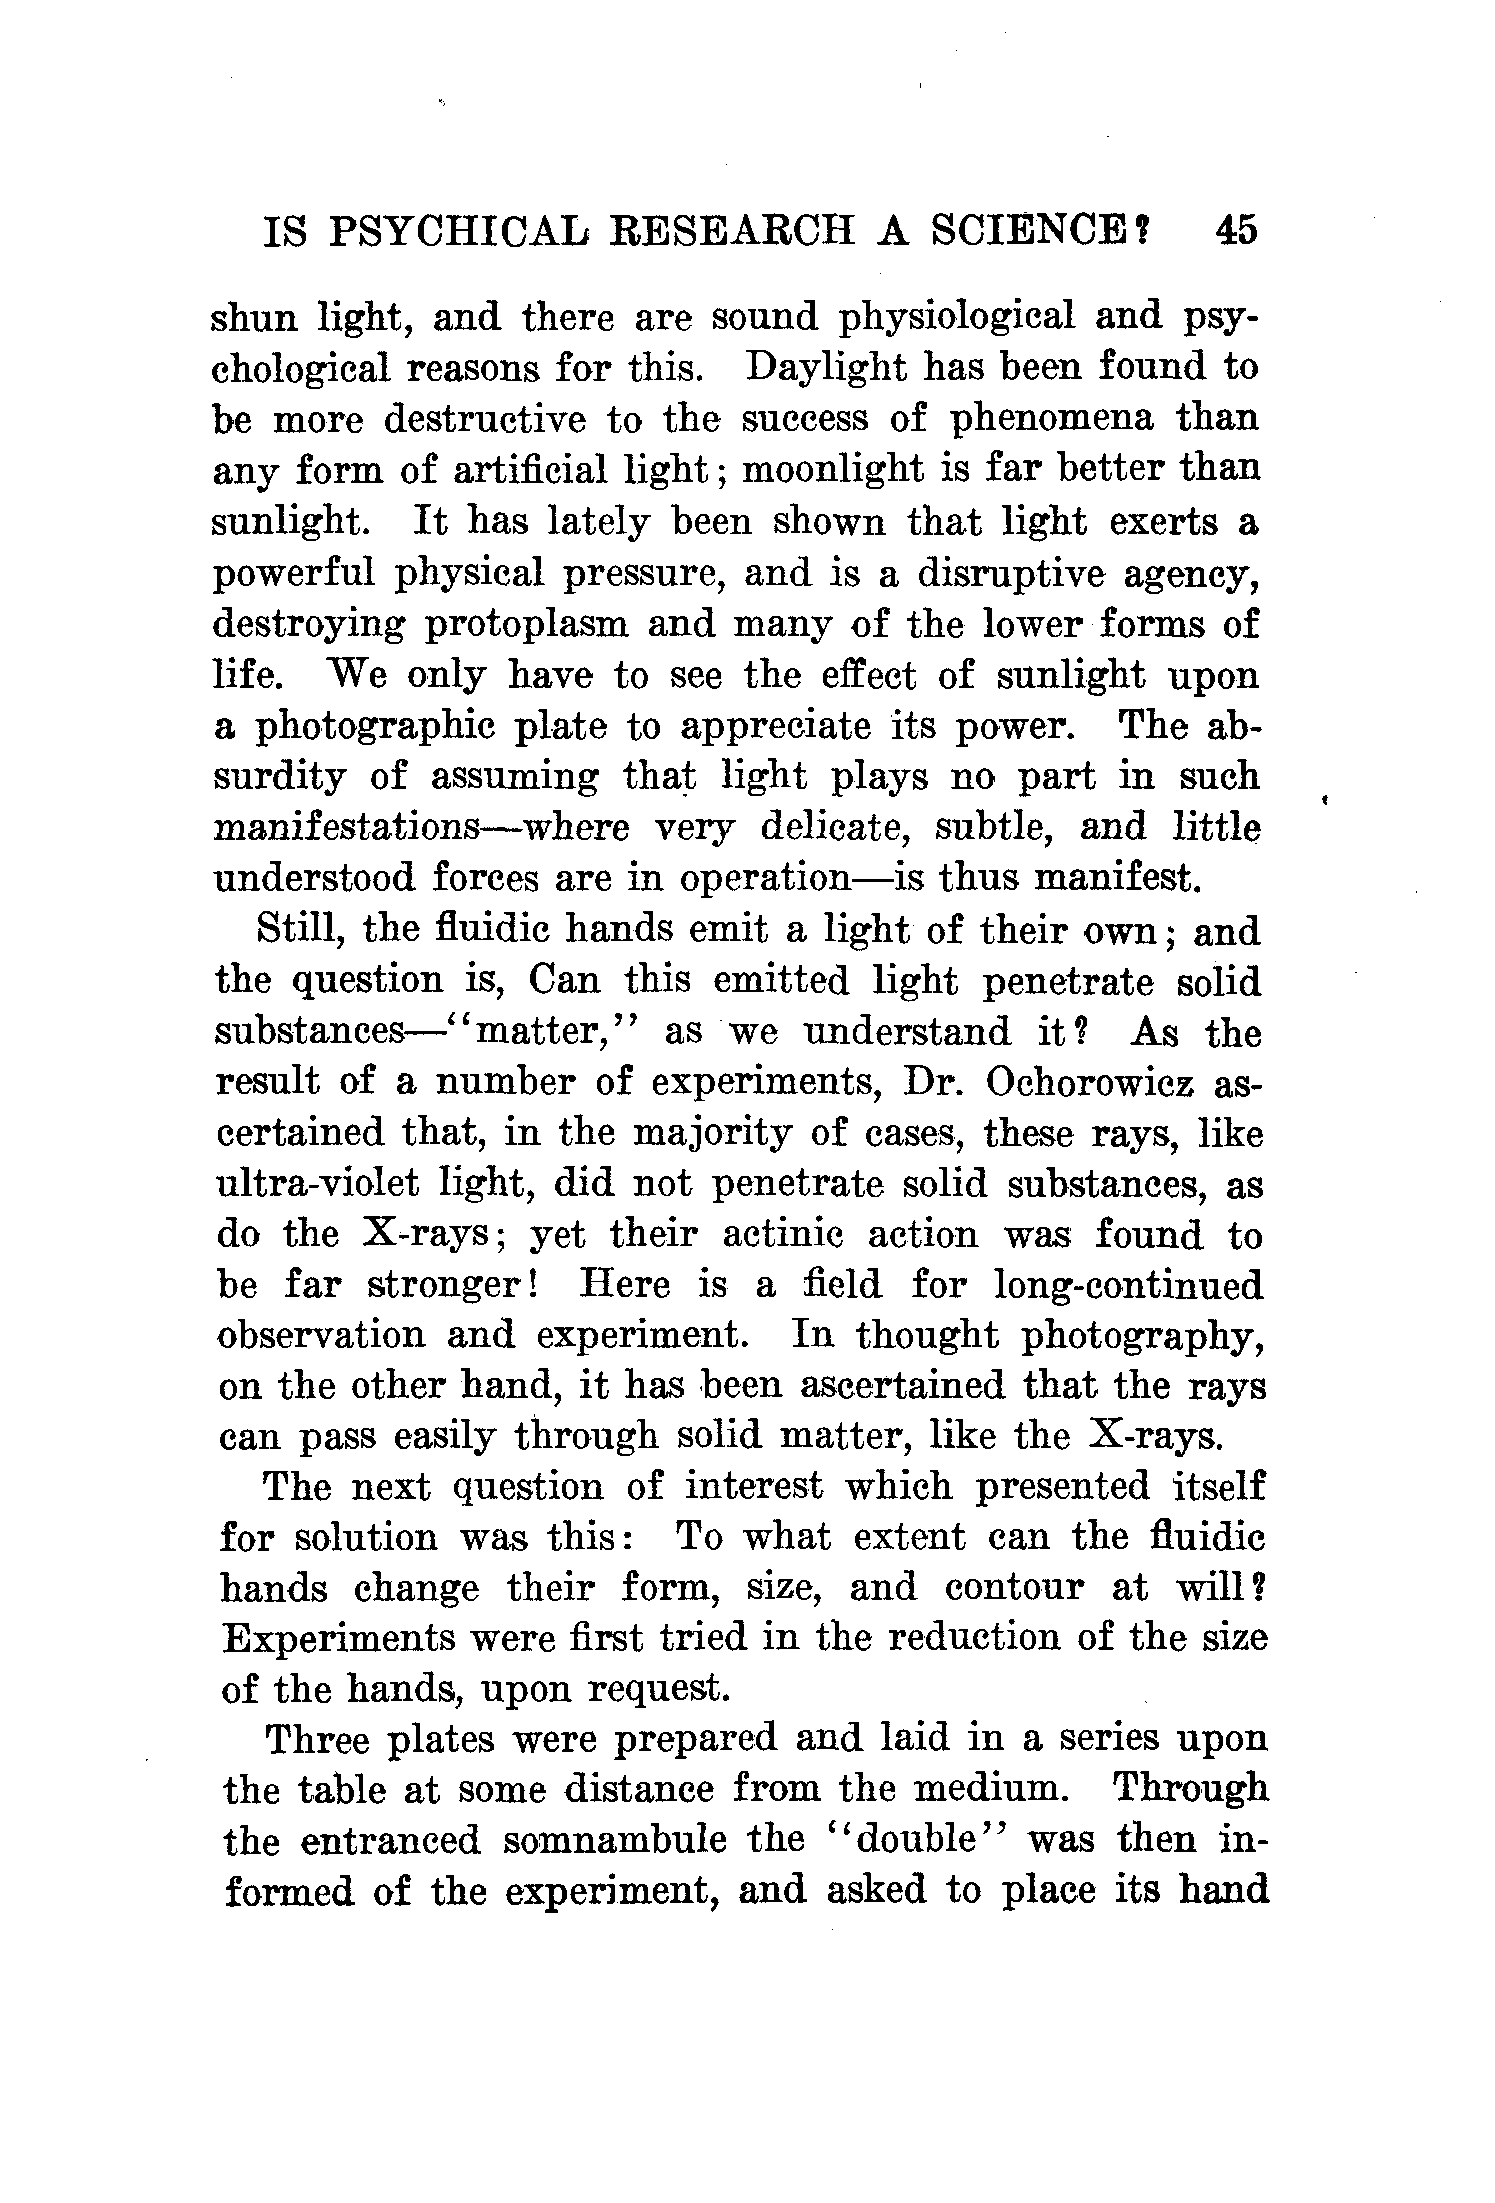 IS PSYCHICAL RESEARCH A SCIENCE? 45
shun light, and there are sound physiological and psy-
chological reasons for this. Daylight has been found to
be more destructive to the success of phenomena than
any form of artificial light; moonlight is far better than
sunlight. It has lately been shown that light exerts a
powerful physical pressure, and is a disruptive agency,
destroying protoplasm and many of the lower forms of
life. We only have to see the effect of sunlight upon
a photographic plate to appreciate its power. The ab-
surdity of assuming that light plays no part in such
manifestations—where very delicate, subtle, and little
understood forces are in operation—is thus manifest.
Still, the fluidic hands emit a light of their own; and
the question is, Can this emitted light penetrate solid
substances—“matter,” as we understand it? As the
result of a number of experiments, Dr. Ochorowicz as-
certained that, in the majority of cases, these rays, like
ultra-violet light, did not penetrate solid substances, as
do the X-rays; yet their actinic action was found to
be far stronger! Here is a field for long-continued
observation and experiment. In thought photography,
on the other hand, it has been ascertained that the rays
can pass easily through solid matter, like the X-rays.
The next question of interest which presented itself
for solution was this: To what extent can the fluidic
hands change their form, size, and contour at will?
Experiments were first tried in the reduction of the size
of the hands, upon request.
Three plates were prepared and laid in a series upon
the table at some distance from the medium. Through
the entranced somnambule the “double” was then in-
formed of the experiment, and asked to place its hand